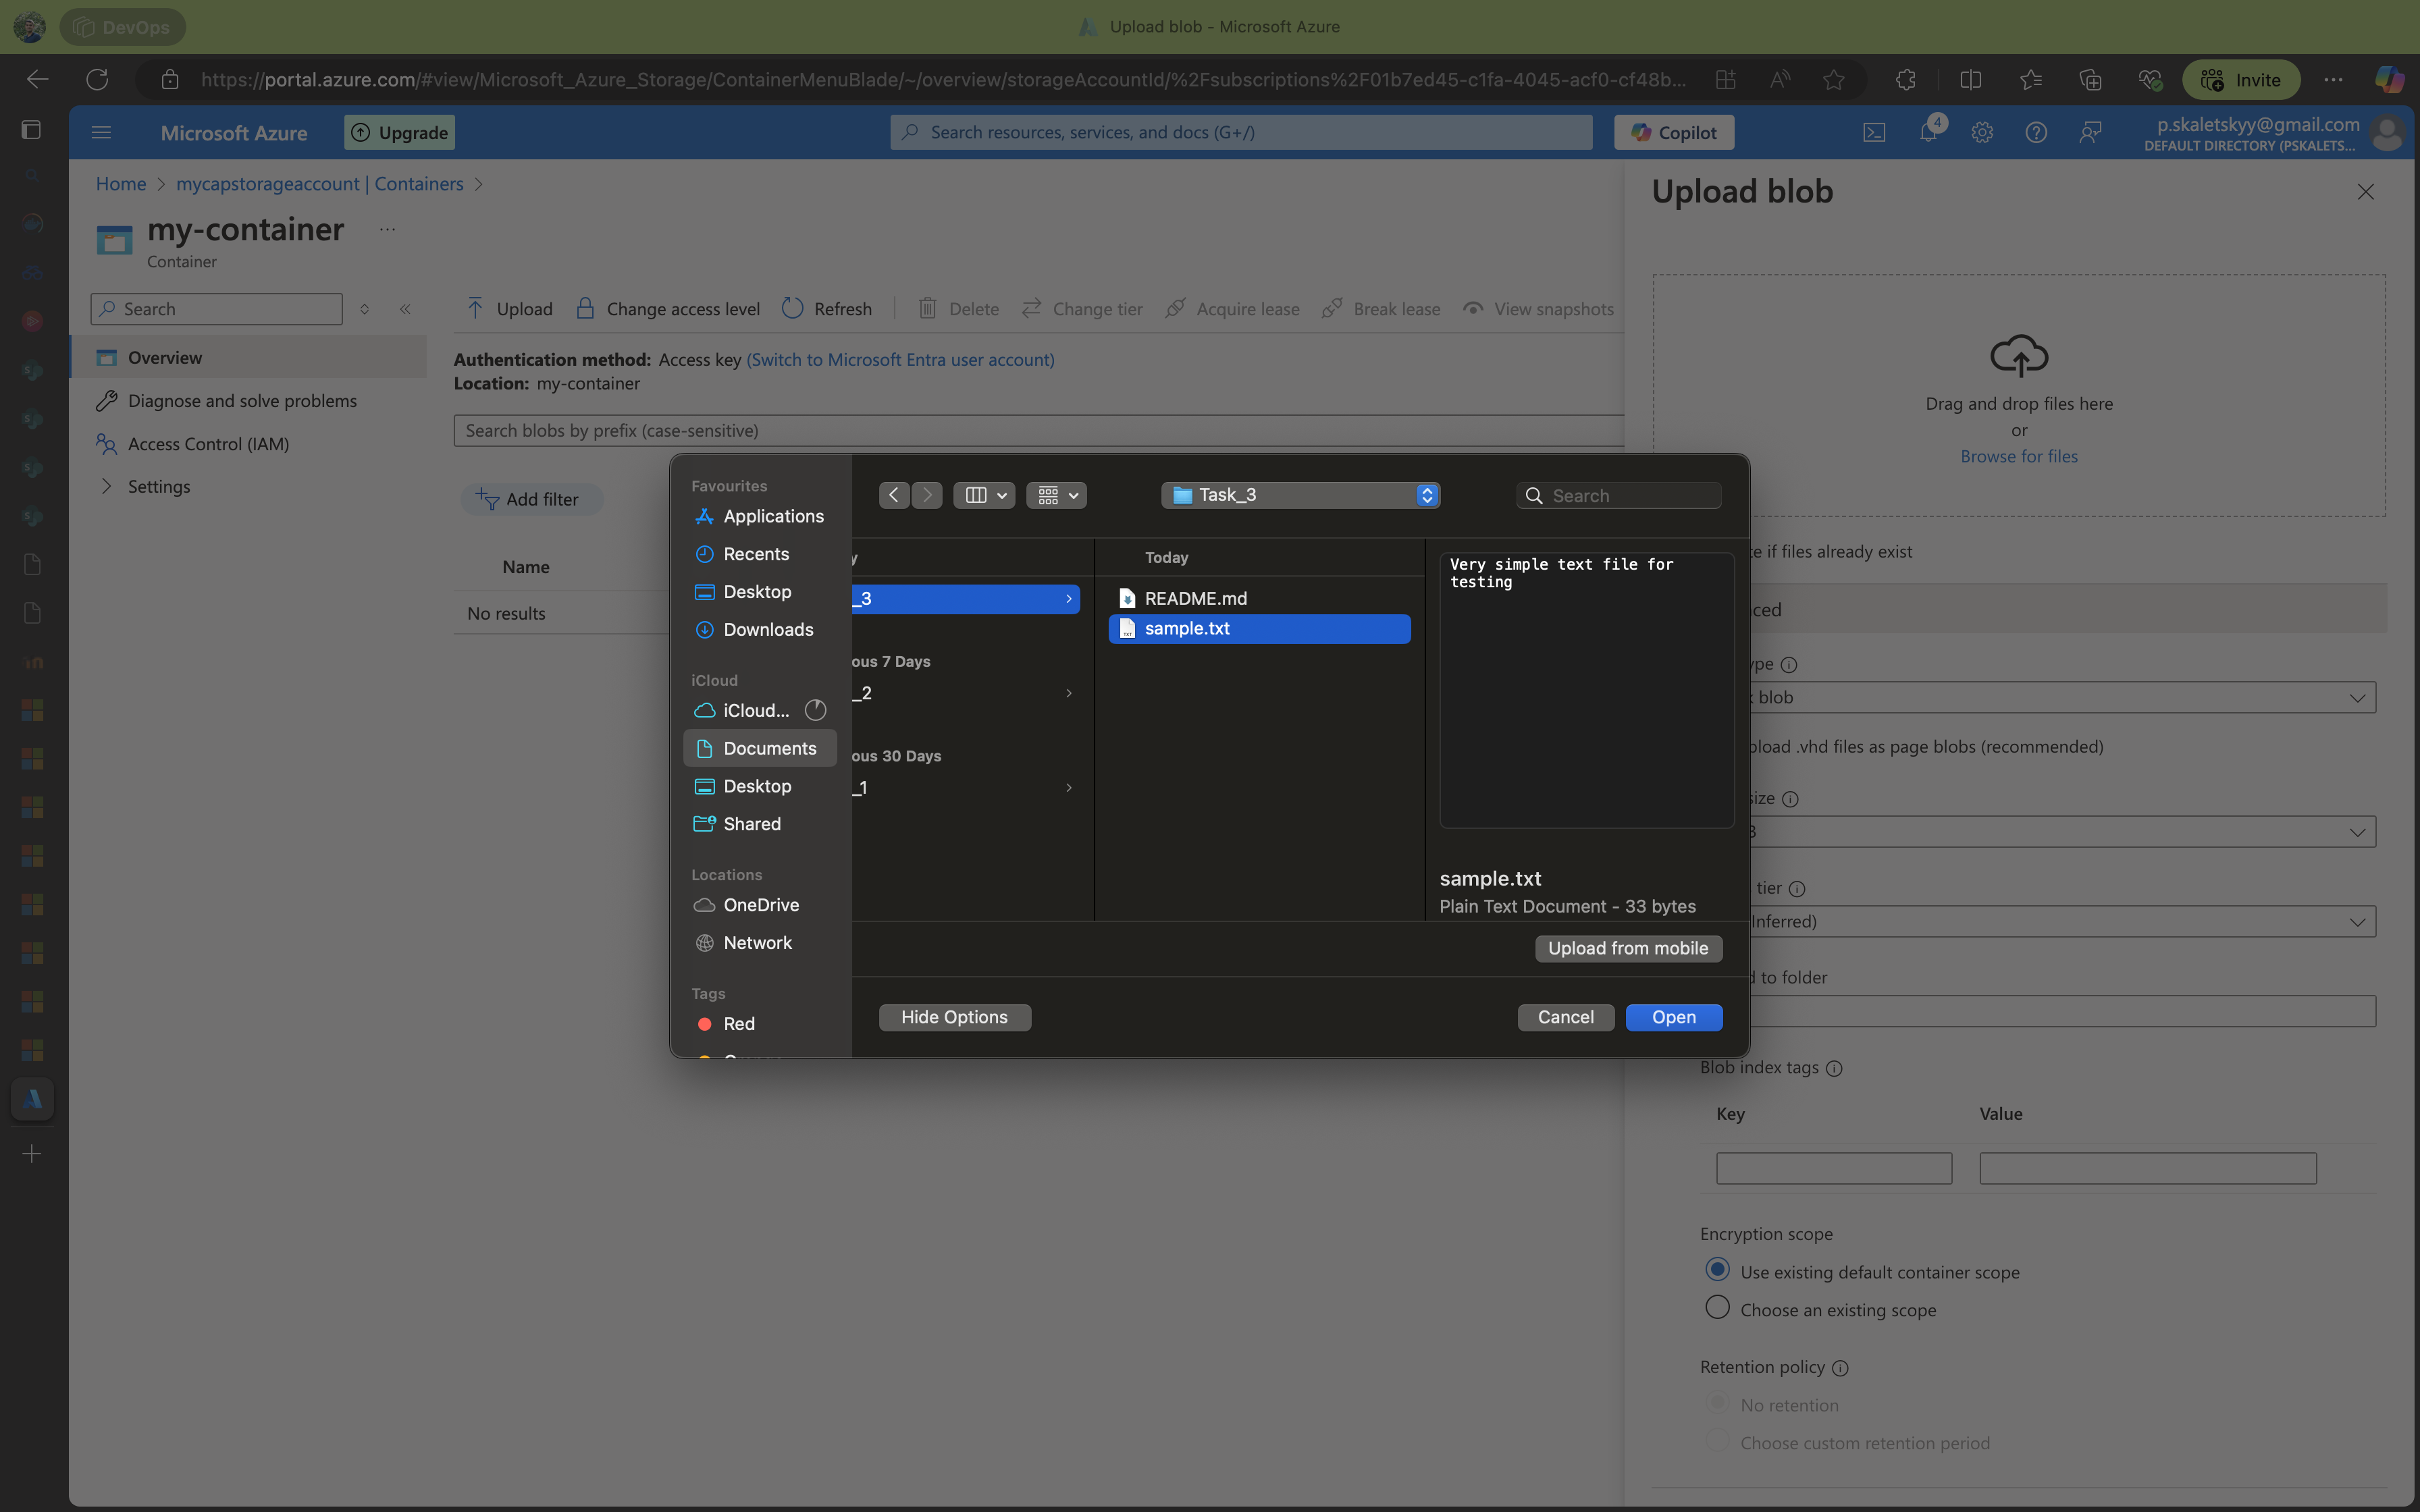 DevOps
Upload blob - Microsoft Azure
https://portal.azure.com/#view/Microsoft_Azure_Storage/ContainerMenuBlade/~/overview/storageAccountId/%2Fsubscriptions%2F01b7ed45-c1fa-4045-acf0-cf48b...
Invite
Microsoft Azure
Upgrade
Search resources, services, and docs (G+/)
Copilot
4
p.skaletskyy@gmail.com
DEFAULT DIRECTORY (PSKALETS...
Home > mycapstorageaccount | Containers >
my-container
Container
Search
Overview
Diagnose and solve problems
Access Control (IAM)
Settings
Upload
Change access level
Refresh
Delete
Change tier
Acquire lease
Break lease
View snapshots
Authentication method: Access key (Switch to Microsoft Entra user account)
Location: my-container
Search blobs by prefix (case-sensitive)
Add filter
Name
No results
Upload blob
Drag and drop files here
or
Browse for files
te if files already exist
ced
ype
k blob
pload .vhd files as page blobs (recommended)
size
B
tier
Inferred)
d to folder
Blob index tags
Key
Value
Encryption scope
Use existing default container scope
Choose an existing scope
Retention policy
No retention
Choose custom retention period
Favourites
Applications
Recents
Desktop
Downloads
iCloud
iCloud...
Documents
Desktop
Shared
Locations
OneDrive
Network
Tags
Red
Task_3
Search
y
_3
ous 7 Days
_2
ous 30 Days
_1
Today
README.md
sample.txt
Very simple text file for
testing
sample.txt
Plain Text Document - 33 bytes
Upload from mobile
Hide Options
Cancel
Open